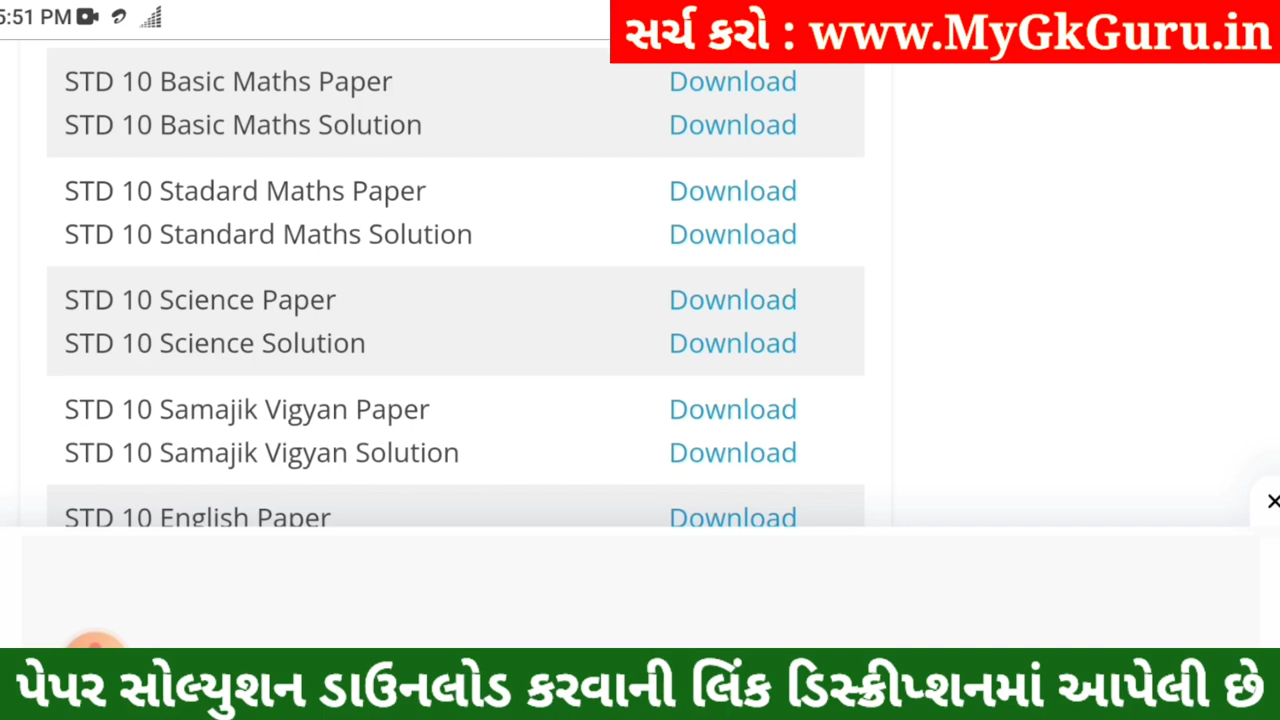 5:51 PM
સર્ચ કરો : www.MyGkGuru.in
STD 10 Basic Maths Paper Download
STD 10 Basic Maths Solution Download
STD 10 Stadard Maths Paper Download
STD 10 Standard Maths Solution Download
STD 10 Science Paper Download
STD 10 Science Solution Download
STD 10 Samajik Vigyan Paper Download
STD 10 Samajik Vigyan Solution Download
STD 10 English Paper Download
પેપર સોલ્યુશન ડાઉનલોડ કરવાની લિંક ડિસ્ક્રીપ્શનમાં આપેલી છે